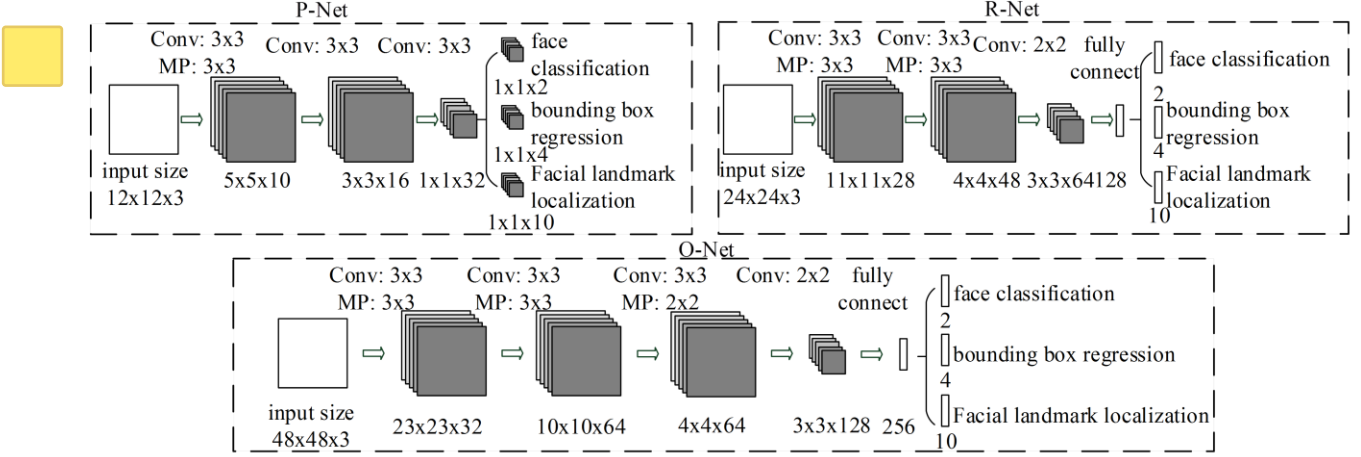 P-Net
Conv: 3x3 Conv: 3x3 Conv: 3x3
MP: 3x3
face
classification
1x1x2
bounding box
regression
1x1x4
Facial landmark
localization
1x1x10
input size
12x12x3
5x5x10
3x3x16
1x1x32
R-Net
Conv: 3x3 Conv: 3x3 Conv: 2x2 fully
MP: 3x3 MP: 3x3 connect
face classification
2
bounding box
regression
4
Facial landmark
localization
10
input size
24x24x3
11x11x28
4x4x48
3x3x64
128
O-Net
Conv: 3x3 Conv: 3x3 Conv: 3x3 Conv: 2x2 fully
MP: 3x3 MP: 3x3 MP: 2x2 connect
face classification
2
bounding box regression
4
Facial landmark localization
10
input size
48x48x3
23x23x32
10x10x64
4x4x64
3x3x128
256